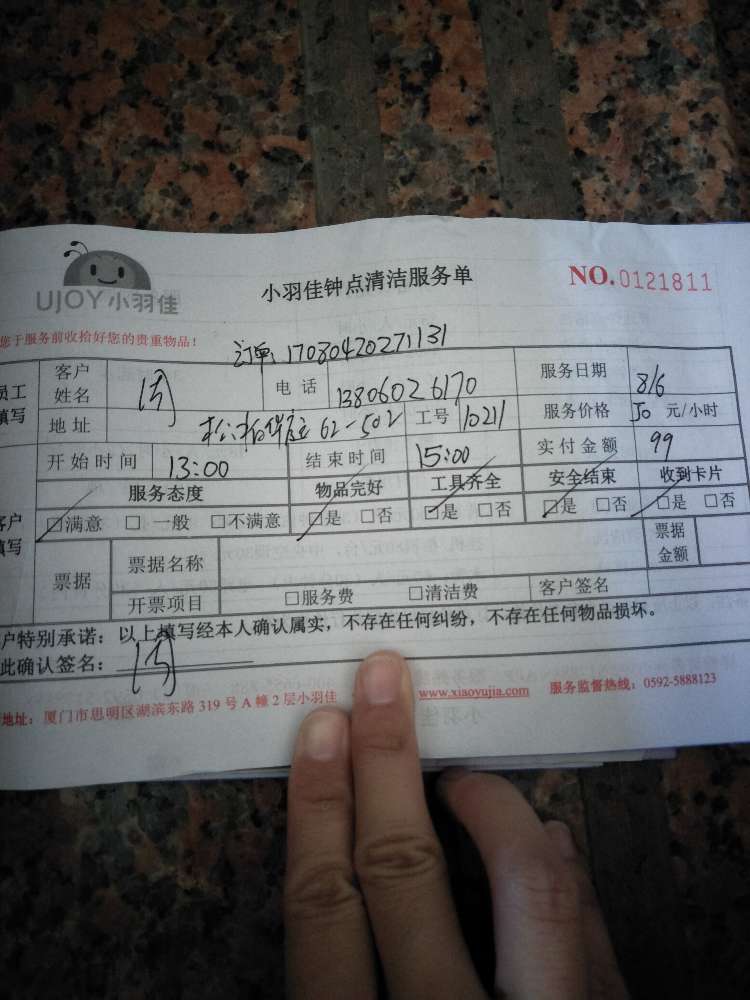 UJOY小羽佳
小羽佳钟点清洁服务单
NO.0121811
您于服务前收拾好您的贵重物品！
订单: 17080420271131
员工填写
客户姓名
电话 13806026170
服务日期 8/6
地址 62-502
工号 10211
服务价格 50 元/小时
开始时间 13:00
结束时间 15:00
实付金额 99
客户填写
服务态度 物品完好 工具齐全 安全结束 收到卡片
□满意 □一般 □不满意 □是 □否 □是 □否 □是 □否 □是 □否
票据 票据名称 票据金额
开票项目 □服务费 □清洁费 客户签名
户特别承诺：以上填写经本人确认属实，不存在任何纠纷，不存在任何物品损坏。
此确认签名：
地址：厦门市思明区湖滨东路 319 号 A 幢 2 层小羽佳 www.xiaoyujia.com 服务监督热线：0592-5888123